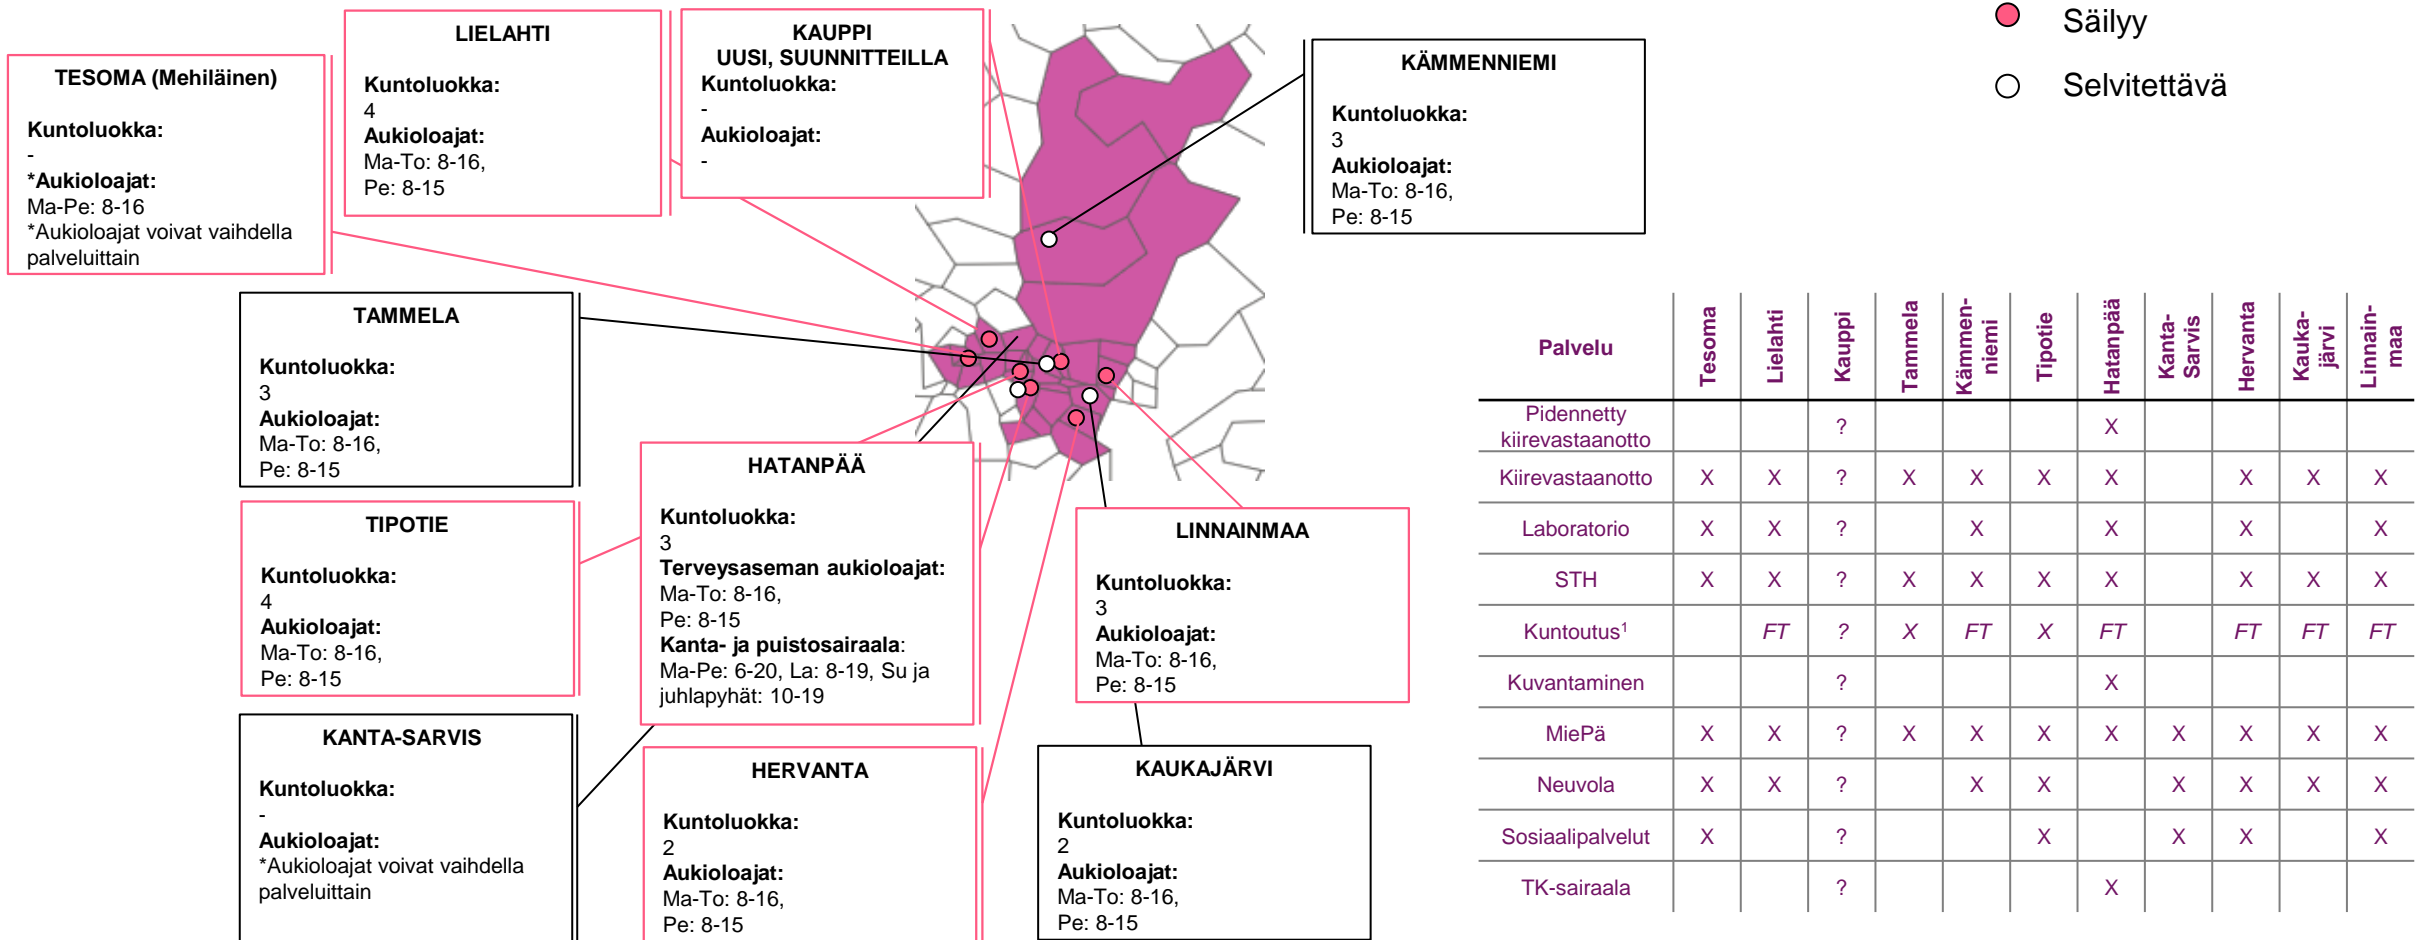 Säilyy
Selvitettävä
TESOMA (Mehiläinen)
Kuntoluokka:
-
*Aukioloajat:
Ma-Pe: 8-16
*Aukioloajat voivat vaihdella
palveluittain
LIELAHTI
Kuntoluokka:
4
Aukioloajat:
Ma-To: 8-16,
Pe: 8-15
KAUPPI
UUSI, SUUNNITTEILLA
Kuntoluokka:
-
Aukioloajat:
-
KÄMMENNIEMI
Kuntoluokka:
3
Aukioloajat:
Ma-To: 8-16,
Pe: 8-15
TAMMELA
Kuntoluokka:
3
Aukioloajat:
Ma-To: 8-16,
Pe: 8-15
TIPOTIE
Kuntoluokka:
4
Aukioloajat:
Ma-To: 8-16,
Pe: 8-15
KANTA-SARVIS
Kuntoluokka:
-
Aukioloajat:
*Aukioloajat voivat vaihdella
palveluittain
HATANPÄÄ
Kuntoluokka:
3
Terveysaseman aukioloajat:
Ma-To: 8-16,
Pe: 8-15
Kanta- ja puistosairaala:
Ma-Pe: 6-20, La: 8-19, Su ja
juhlapyhät: 10-19
HERVANTA
Kuntoluokka:
2
Aukioloajat:
Ma-To: 8-16,
Pe: 8-15
LINNAINMAA
Kuntoluokka:
3
Aukioloajat:
Ma-To: 8-16,
Pe: 8-15
KAUKAJÄRVI
Kuntoluokka:
2
Aukioloajat:
Ma-To: 8-16,
Pe: 8-15
Palvelu
Tesoma
Lielahti
Kauppi
Tammela
Kämmen-
niemi
Tipotie
Hatanpää
Kanta-
Sarvis
Hervanta
Kauka-
järvi
Linnain-
maa
Pidennetty
kiirevastaanotto ? X
Kiirevastaanotto X X ? X X X X X X X
Laboratorio X X ? X X X X
STH X X ? X X X X X X X
Kuntoutus¹ FT ? X FT X FT FT FT FT
Kuvantaminen ? X
MiePä X X ? X X X X X X X X
Neuvola X X ? X X X X X X
Sosiaalipalvelut X ? X X X X
TK-sairaala ? X